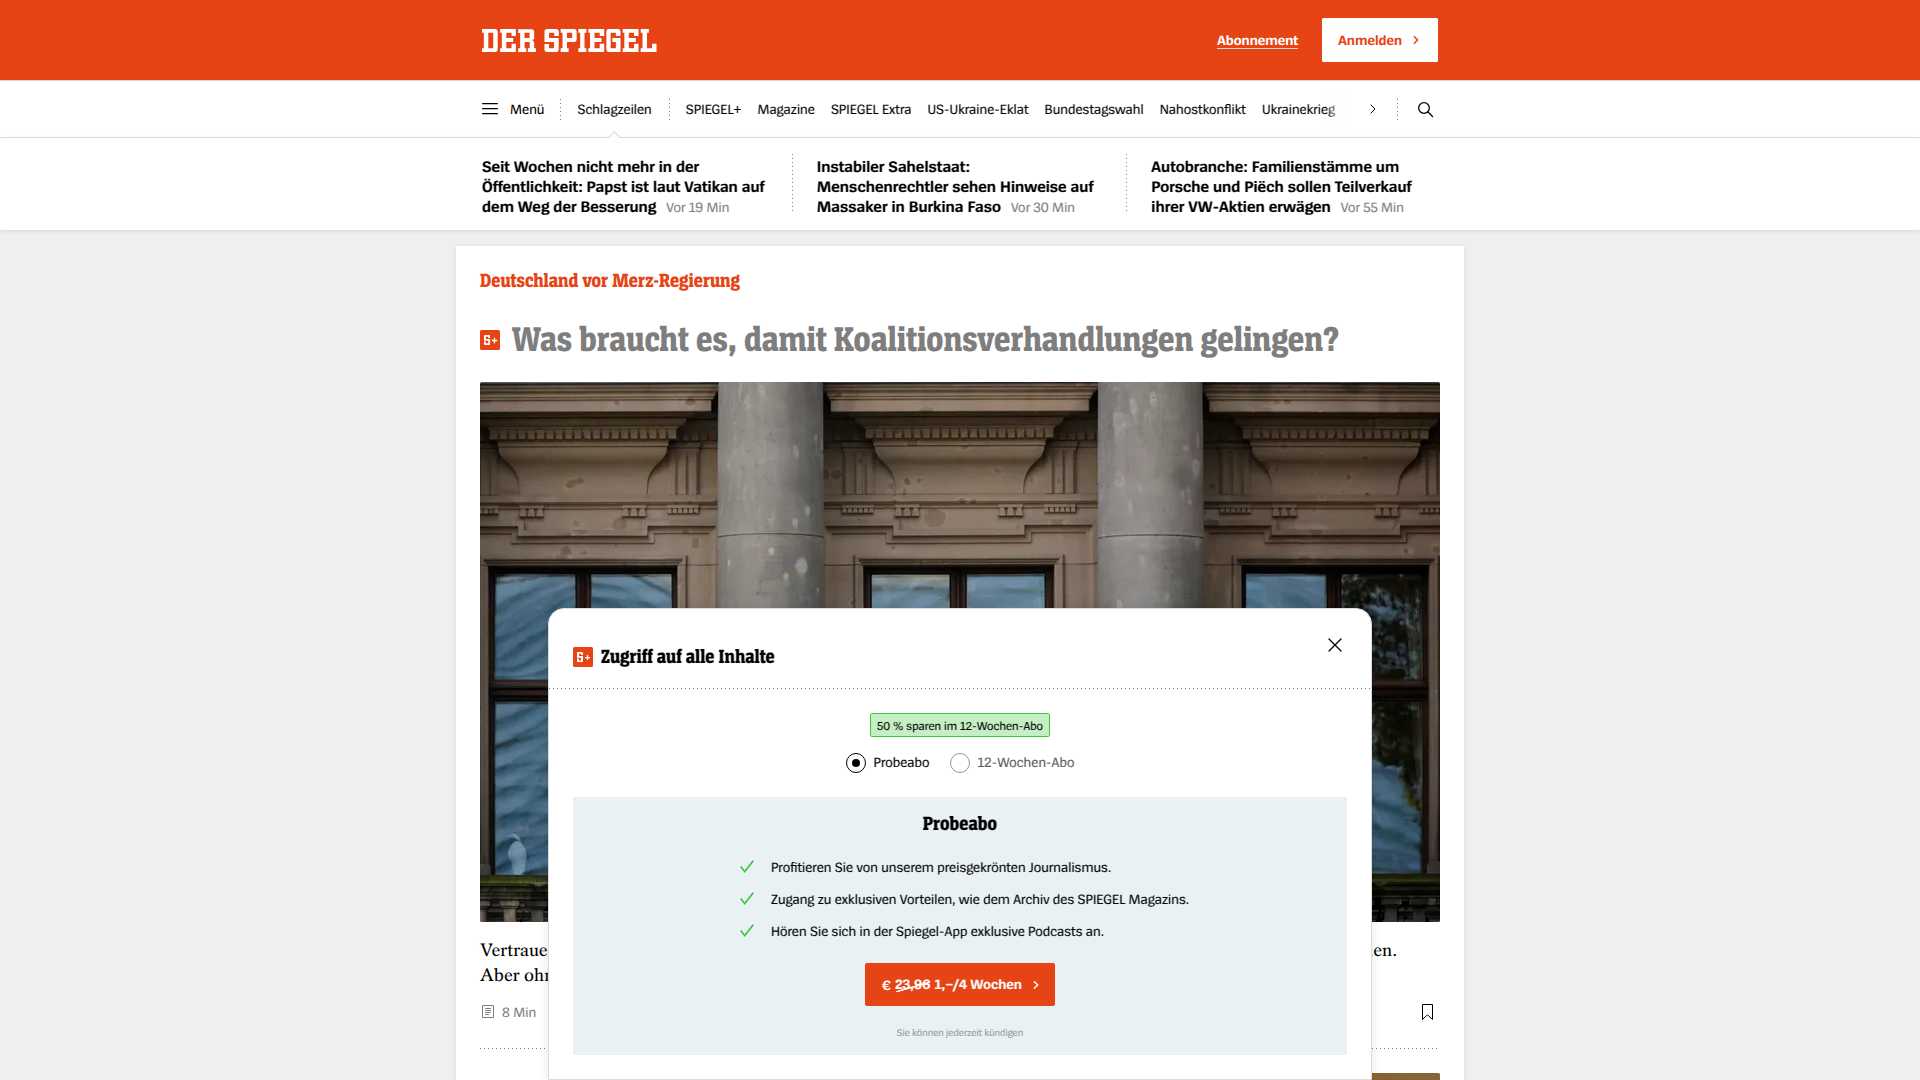 DER SPIEGEL
Abonnement
Anmelden
Menü
Schlagzeilen
SPIEGEL+
Magazine
SPIEGEL Extra
US-Ukraine-Eklat
Bundestagswahl
Nahostkonflikt
Ukrainekrieg
Seit Wochen nicht mehr in der
Öffentlichkeit: Papst ist laut Vatikan auf
dem Weg der Besserung Vor 19 Min
Instabiler Sahelstaat:
Menschenrechtler sehen Hinweise auf
Massaker in Burkina Faso Vor 30 Min
Autobranche: Familienstämme um
Porsche und Piëch sollen Teilverkauf
ihrer VW-Aktien erwägen Vor 55 Min
Deutschland vor Merz-Regierung
S+ Was braucht es, damit Koalitionsverhandlungen gelingen?
S+ Zugriff auf alle Inhalte
50 % sparen im 12-Wochen-Abo
Probeabo
12-Wochen-Abo
Probeabo
Profitieren Sie von unserem preisgekrönten Journalismus.
Zugang zu exklusiven Vorteilen, wie dem Archiv des SPIEGEL Magazins.
Hören Sie sich in der Spiegel-App exklusive Podcasts an.
€ 23,96 1,–/4 Wochen
Sie können jederzeit kündigen
Aber
8 Min